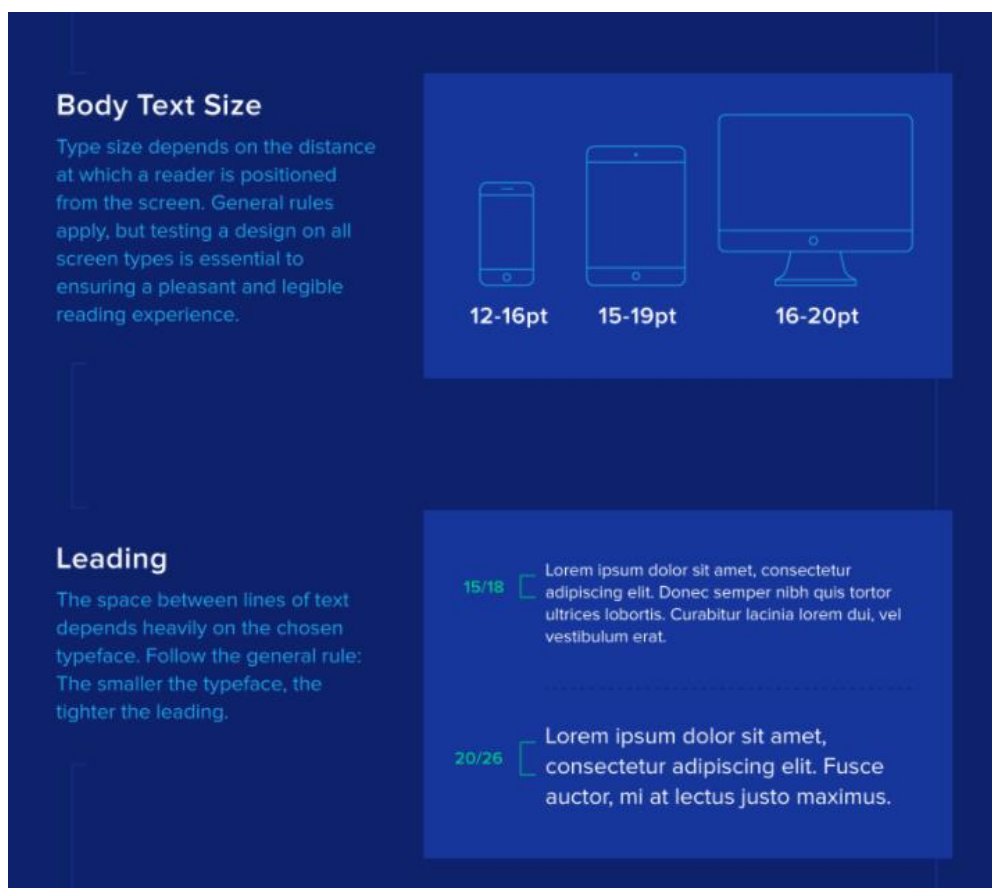 Body Text Size
Type size depends on the distance
at which a reader is positioned
from the screen. General rules
apply, but testing a design on all
screen types is essential to
ensuring a pleasant and legible
reading experience.
12-16pt
15-19pt
16-20pt
Leading
The space between lines of text
depends heavily on the chosen
typeface. Follow the general rule:
The smaller the typeface, the
tighter the leading.
15/18
Lorem ipsum dolor sit amet, consectetur
adipiscing elit. Donec semper nibh quis tortor
ultrices lobortis. Curabitur lacinia lorem dui, vel
vestibulum erat.
20/26
Lorem ipsum dolor sit amet,
consectetur adipiscing elit. Fusce
auctor, mi at lectus justo maximus.